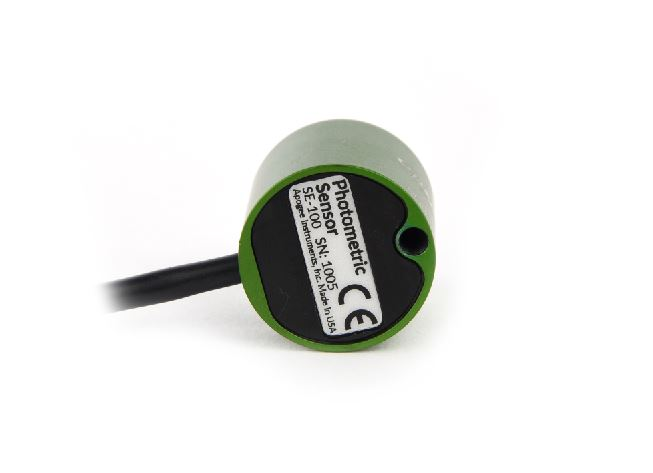 Photometric
Sensor
SE-100 SN: 1005
Apogee Instruments, Inc. Made in USA
CE